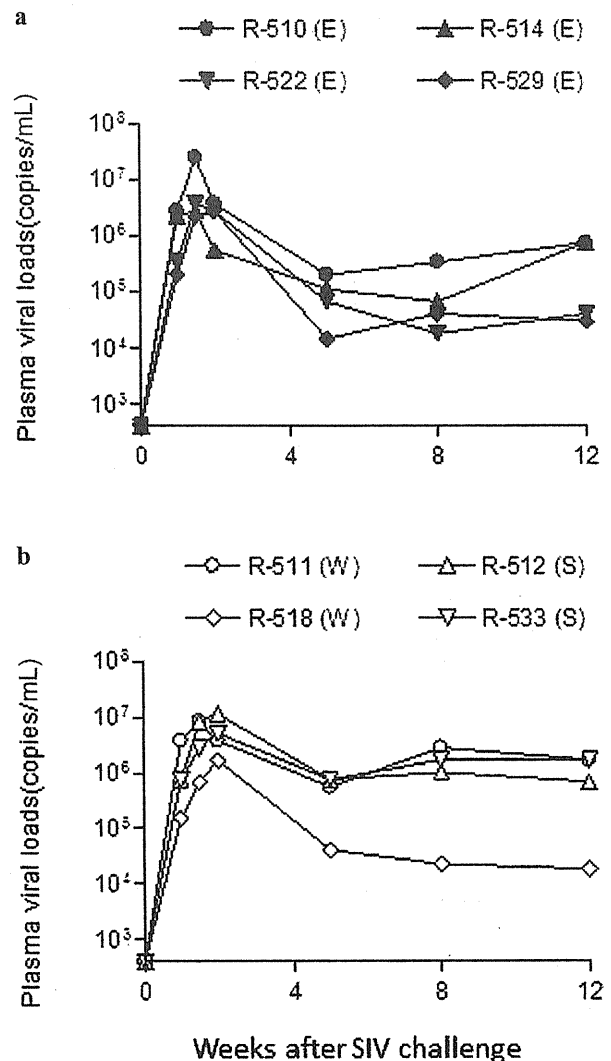 a
R-510 (E) R-514 (E)
R-522 (E) R-529 (E)
Plasma viral loads(copies/mL)
10⁸
10⁷
10⁶
10⁵
10⁴
10³
0 4 8 12
b
R-511 (W) R-512 (S)
R-518 (W) R-533 (S)
Plasma viral loads(copies/mL)
10⁸
10⁷
10⁶
10⁵
10⁴
10³
0 4 8 12
Weeks after SIV challenge